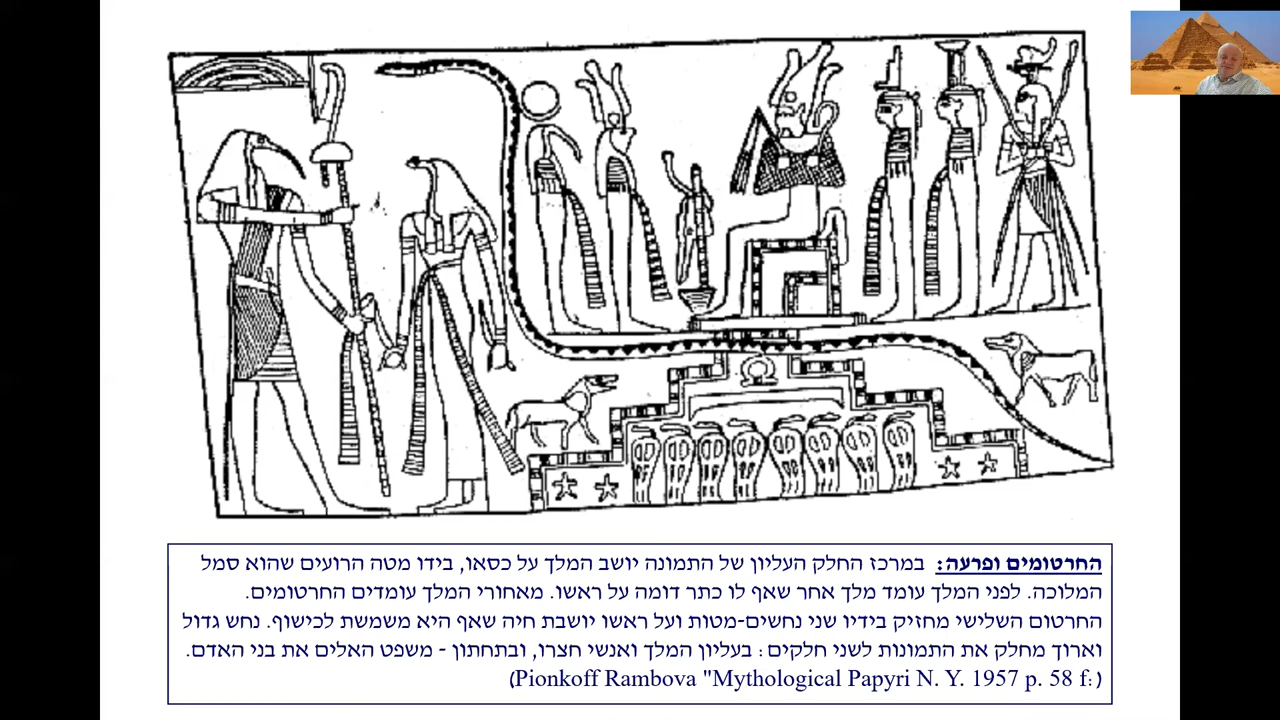 החרטומים ופרעה: במרכז החלק העליון של התמונה יושב המלך על כסאו, בידו מטה הרועים שהוא סמל
המלוכה. לפני המלך עומד מלך אחר שאף לו כתר דומה על ראשו. מאחורי המלך עומדים החרטומים.
החרטום השלישי מחזיק בידיו שני נחשים-מטות ועל ראשו יושבת חיה שאף היא משמשת לכישוף. נחש גדול
וארוך מחלק את התמונות לשני חלקים: בעליון המלך ואנשי חצרו, ובתחתון - משפט האלים את בני האדם.
(Pionkoff Rambova "Mythological Papyri N. Y. 1957 p. 58 f:)